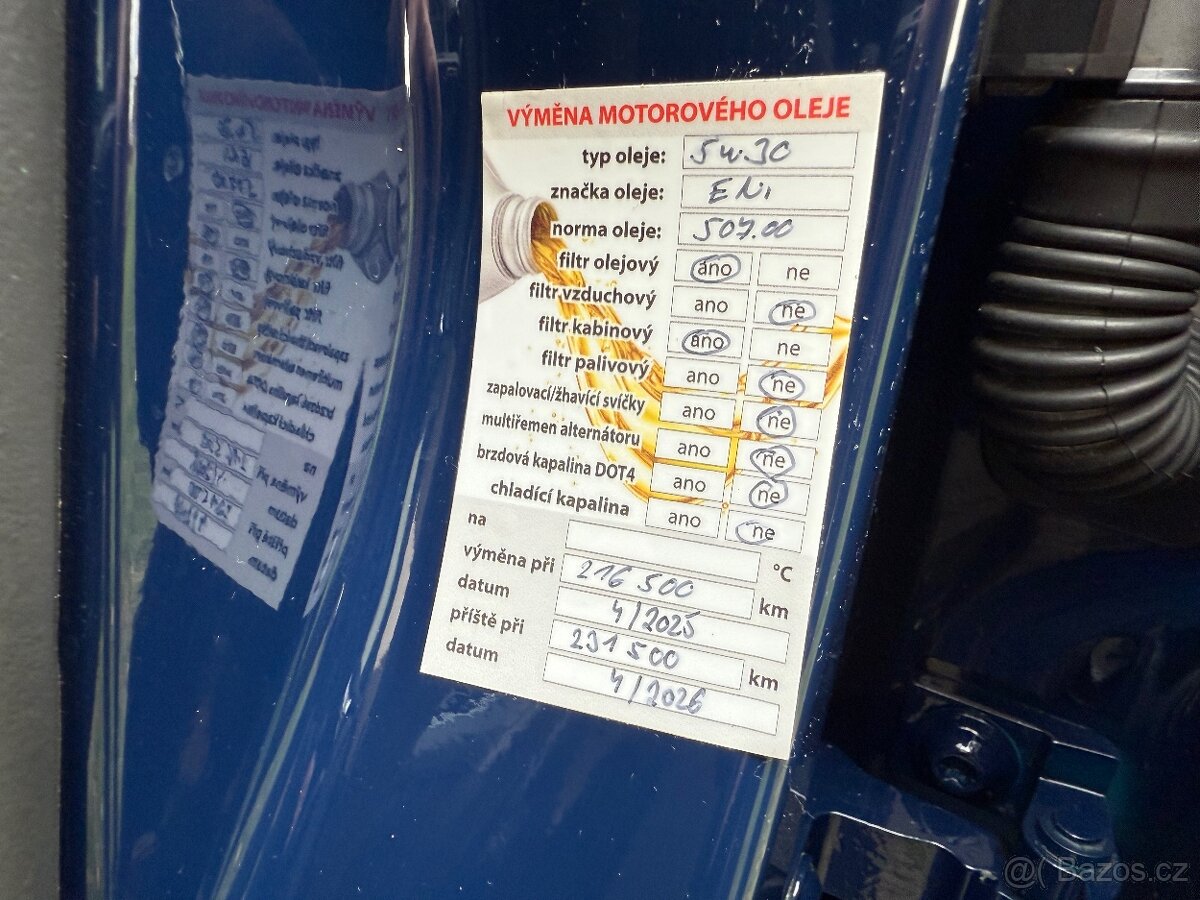 VÝMĚNA MOTOROVÉHO OLEJE
typ oleje: 5W30
značka oleje: ENI
norma oleje: 507.00
filtr olejový ano ne
filtr vzduchový ano ne
filtr kabinový ano ne
filtr palivový ano ne
zapalovací/žhavící svíčky ano ne
multiřemen alternátoru ano ne
brzdová kapalina DOT4 ano ne
chladící kapalina ano ne
na °C
výměna při 216 500 km
datum 4/2025
příště při 231 500 km
datum 4/2026
Bazos.cz